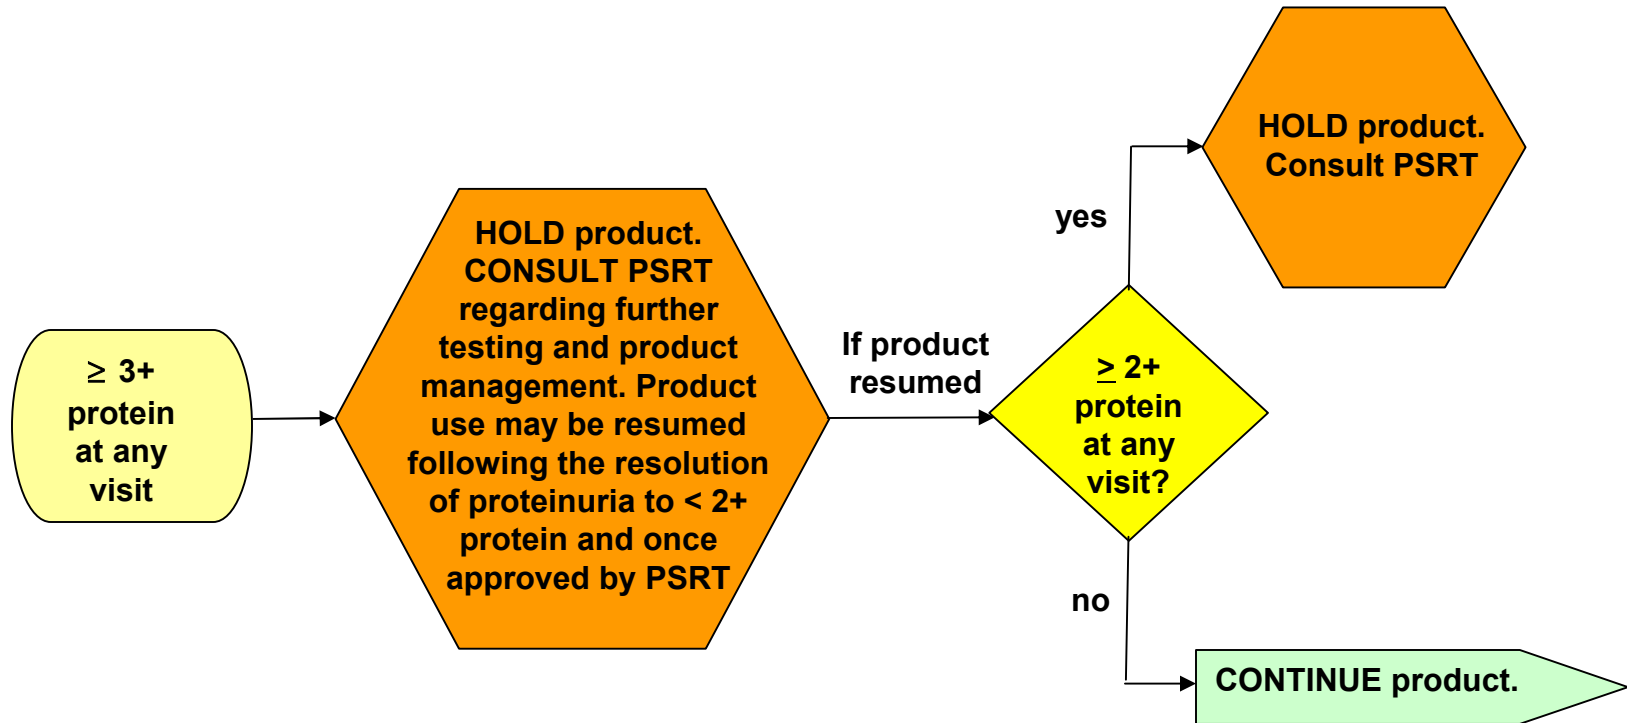 ≥ 3+
protein
at any
visit
HOLD product.
CONSULT PSRT
regarding further
testing and product
management. Product
use may be resumed
following the resolution
of proteinuria to < 2+
protein and once
approved by PSRT
If product
resumed
≥ 2+
protein
at any
visit?
yes
HOLD product.
Consult PSRT
no
CONTINUE product.